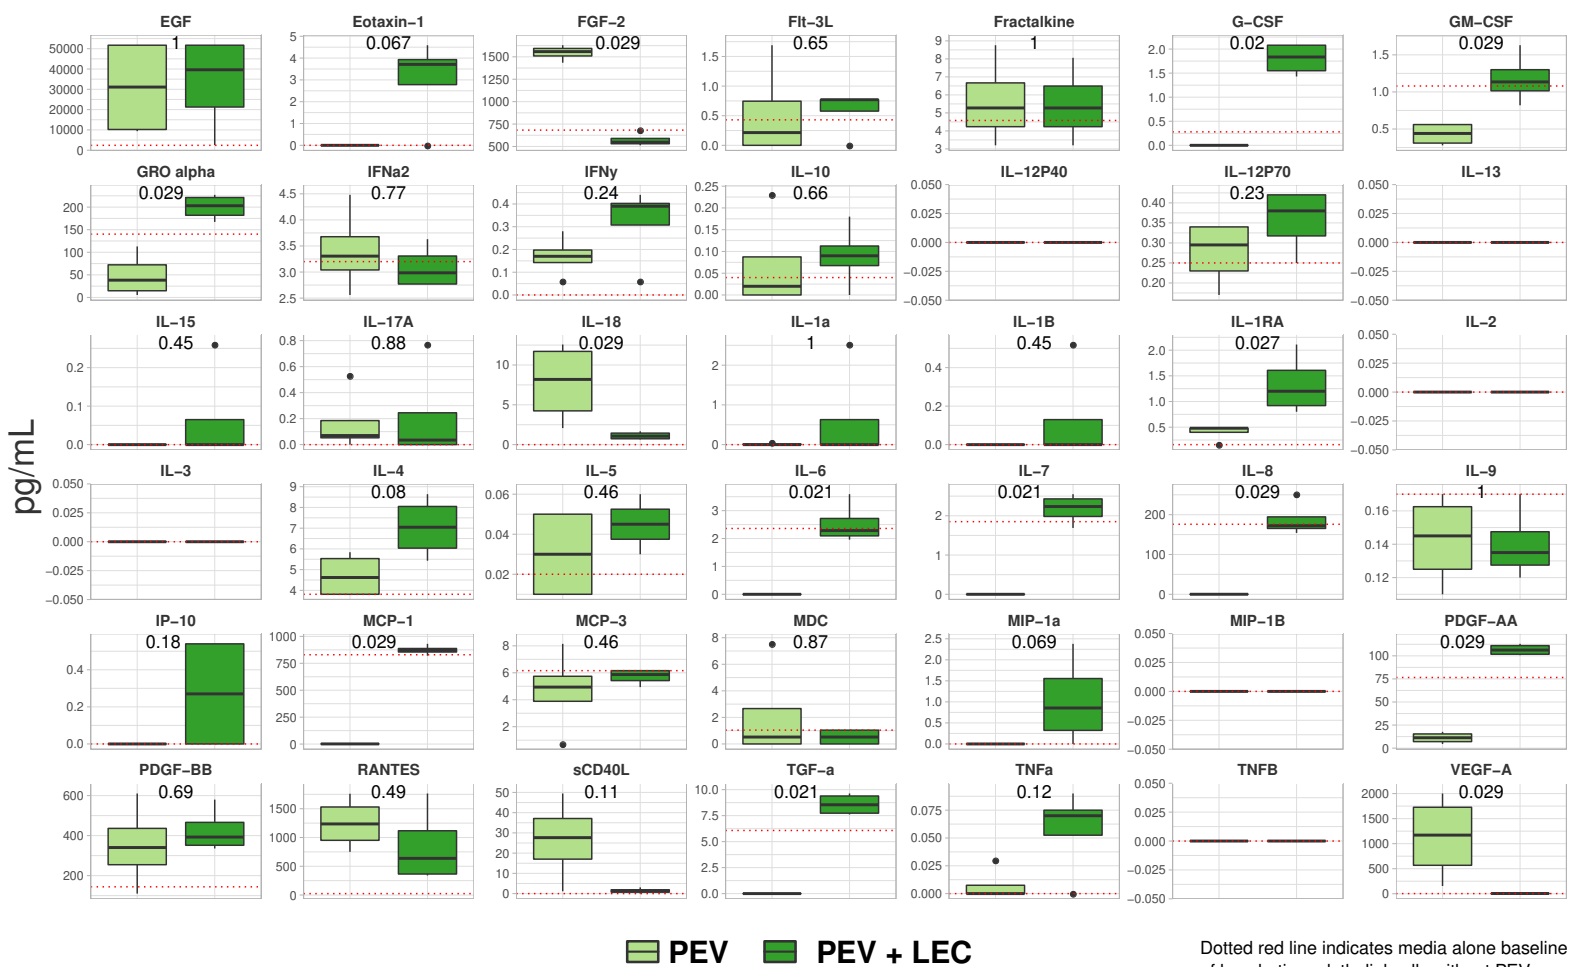 EGF Eotaxin−1 FGF−2 Flt−3L Fractalkine G−CSF GM−CSF
1 0.067 0.029 0.65 1 0.02 0.029
50000 40000 30000 20000 10000 0
5 4 3 2 1 0
1500 1250 1000 750 500
1.5 1.0 0.5 0.0
9 8 7 6 5 4 3
2.0 1.5 1.0 0.5 0.0
1.5 1.0 0.5
GRO alpha IFNa2 IFNy IL−10 IL−12P40 IL−12P70 IL−13
0.029 0.77 0.24 0.66 0.23
200 150 100 50 0
4.5 4.0 3.5 3.0 2.5
0.4 0.3 0.2 0.1 0.0
0.25 0.20 0.15 0.10 0.05 0.00
0.050 0.025 0.000 −0.025 −0.050
0.40 0.35 0.30 0.25 0.20
0.050 0.025 0.000 −0.025 −0.050
IL−15 IL−17A IL−18 IL−1a IL−1B IL−1RA IL−2
0.45 0.88 0.029 1 0.45 0.027
0.2 0.1 0.0
0.8 0.6 0.4 0.2 0.0
10 5 0
2 1 0
0.4 0.2 0.0
2.0 1.5 1.0 0.5
0.050 0.025 0.000 −0.025 −0.050
pg/mL
IL−3 IL−4 IL−5 IL−6 IL−7 IL−8 IL−9
0.08 0.46 0.021 0.021 0.029 1
0.050 0.025 0.000 −0.025 −0.050
9 8 7 6 5 4
0.06 0.04 0.02
3 2 1 0
2 1 0
200 100 0
0.16 0.14 0.12
IP−10 MCP−1 MCP−3 MDC MIP−1a MIP−1B PDGF−AA
0.18 0.029 0.46 0.87 0.069 0.029
0.4 0.2 0.0
1000 750 500 250 0
8 6 4 2
8 6 4 2 0
2.5 2.0 1.5 1.0 0.5 0.0
0.050 0.025 0.000 −0.025 −0.050
100 75 50 25 0
PDGF−BB RANTES sCD40L TGF−a TNFa TNFB VEGF−A
0.69 0.49 0.11 0.021 0.12 0.029
600 400 200
1500 1000 500 0
50 40 30 20 10 0
10.0 7.5 5.0 2.5 0.0
0.075 0.050 0.025 0.000
0.050 0.025 0.000 −0.025 −0.050
2000 1500 1000 500 0
PEV PEV + LEC
Dotted red line indicates media alone baseline